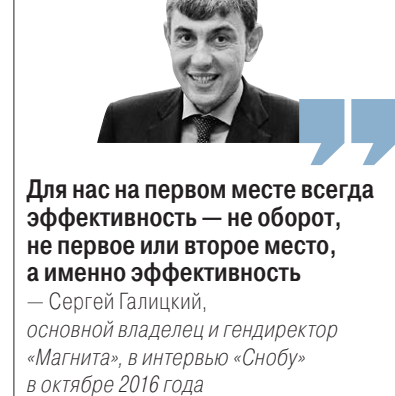 Для нас на первом месте всегда
эффективность — не оборот,
не первое или второе место,
а именно эффективность
— Сергей Галицкий,
основной владелец и гендиректор
«Магнита», в интервью «Снобу»
в октябре 2016 года